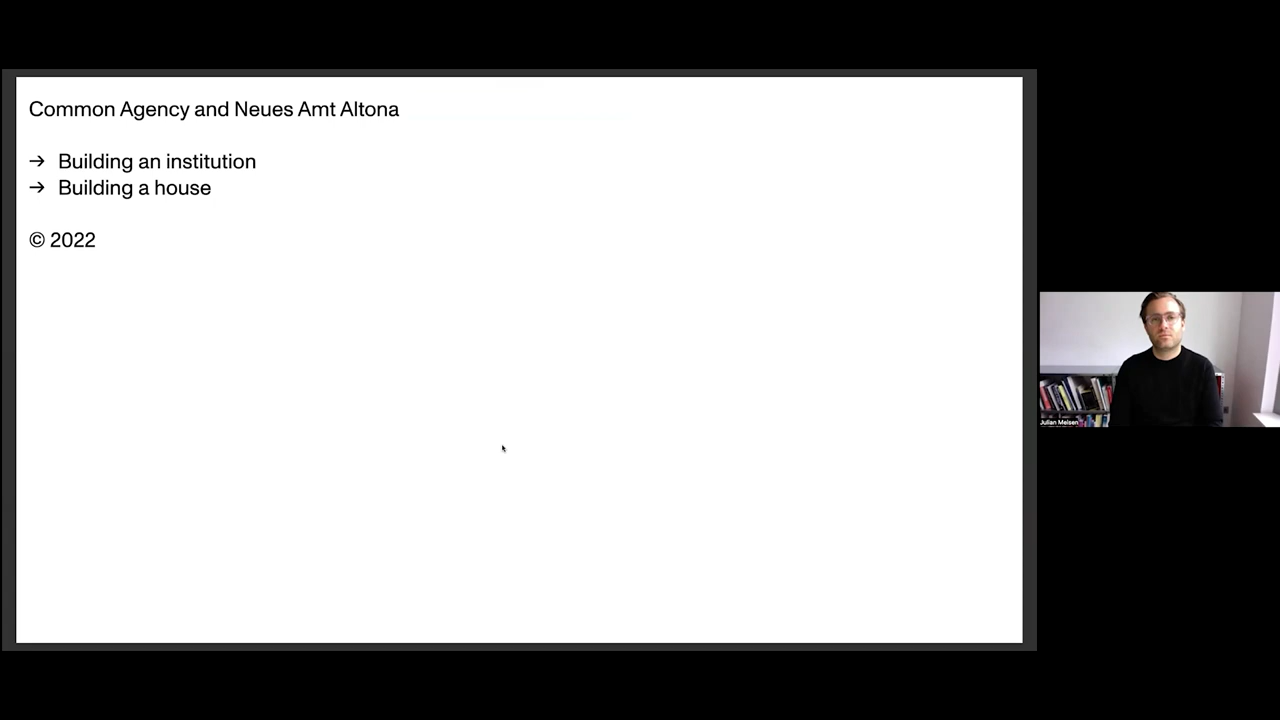 Common Agency and Neues Amt Altona
→ Building an institution
→ Building a house
© 2022
Julian Meisen